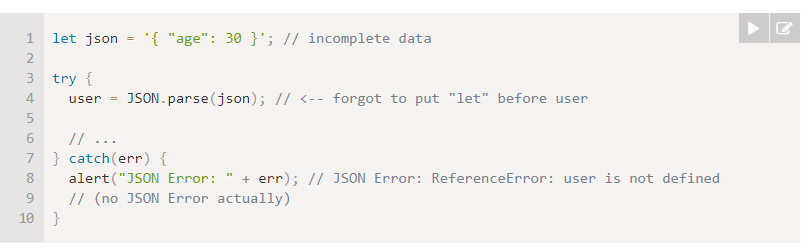 1 let json = '{ "age": 30 }'; // incomplete data
2
3 try {
4   user = JSON.parse(json); // <-- forgot to put "let" before user
5
6   // ...
7 } catch(err) {
8   alert("JSON Error: " + err); // JSON Error: ReferenceError: user is not defined
9   // (no JSON Error actually)
10 }